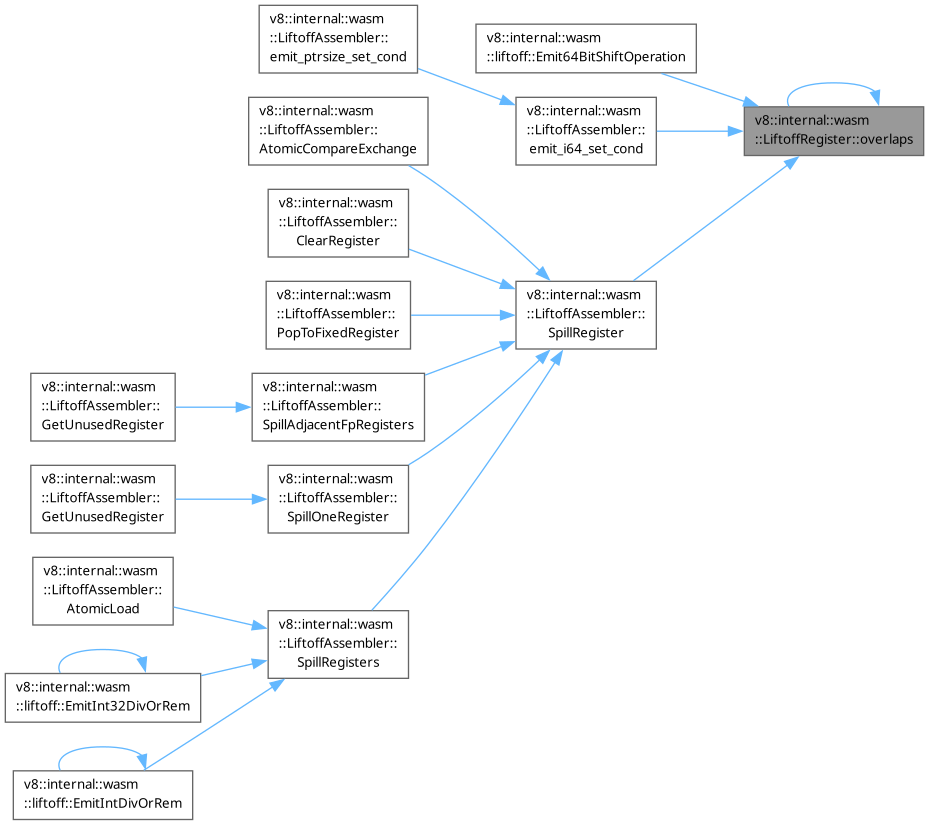 v8::internal::wasm
::LiftoffAssembler::
emit_ptrsize_set_cond
v8::internal::wasm
::liftoff::Emit64BitShiftOperation
v8::internal::wasm
::LiftoffAssembler::
AtomicCompareExchange
v8::internal::wasm
::LiftoffAssembler::
emit_i64_set_cond
v8::internal::wasm
::LiftoffRegister::overlaps
v8::internal::wasm
::LiftoffAssembler::
ClearRegister
v8::internal::wasm
::LiftoffAssembler::
PopToFixedRegister
v8::internal::wasm
::LiftoffAssembler::
SpillRegister
v8::internal::wasm
::LiftoffAssembler::
GetUnusedRegister
v8::internal::wasm
::LiftoffAssembler::
SpillAdjacentFpRegisters
v8::internal::wasm
::LiftoffAssembler::
GetUnusedRegister
v8::internal::wasm
::LiftoffAssembler::
SpillOneRegister
v8::internal::wasm
::LiftoffAssembler::
AtomicLoad
v8::internal::wasm
::LiftoffAssembler::
SpillRegisters
v8::internal::wasm
::liftoff::EmitInt32DivOrRem
v8::internal::wasm
::liftoff::EmitIntDivOrRem